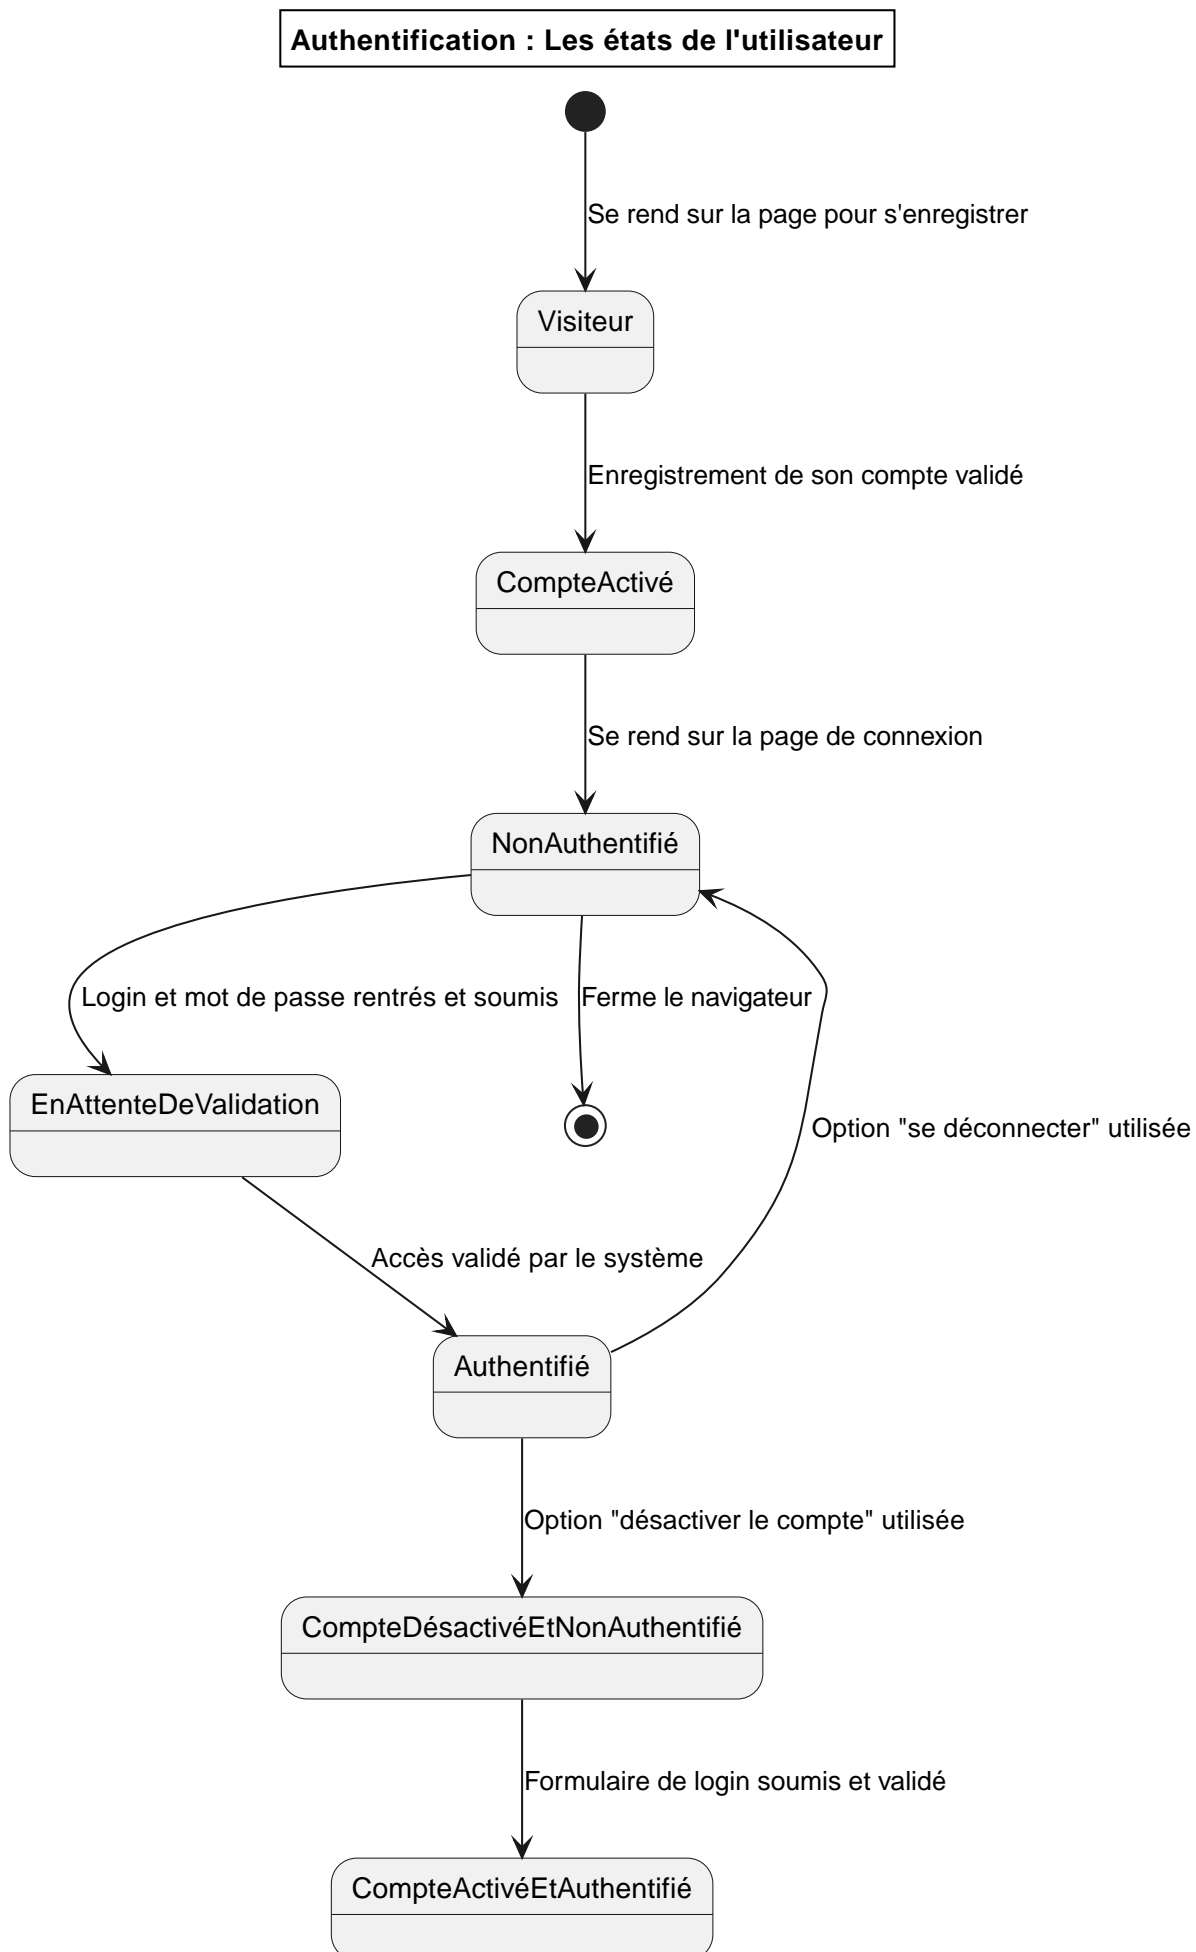 Authentification : Les états de l'utilisateur
Se rend sur la page pour s'enregistrer
Visiteur
Enregistrement de son compte validé
CompteActivé
Se rend sur la page de connexion
NonAuthentifié
Login et mot de passe rentrés et soumis
Ferme le navigateur
EnAttenteDeValidation
Option "se déconnecter" utilisée
Accès validé par le système
Authentifié
Option "désactiver le compte" utilisée
CompteDésactivéEtNonAuthentifié
Formulaire de login soumis et validé
CompteActivéEtAuthentifié